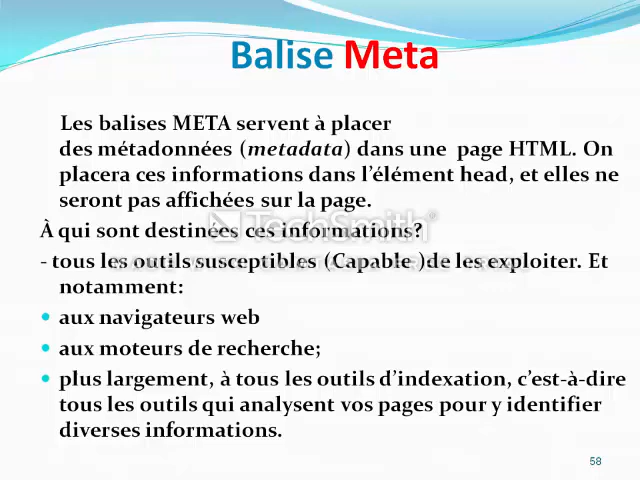 Balise Meta
Les balises META servent à placer
des métadonnées (metadata) dans une page HTML. On
placera ces informations dans l’élément head, et elles ne
seront pas affichées sur la page.
À qui sont destinées ces informations?
TechSmith®
- tous les outils susceptibles (Capable )de les exploiter. Et
notamment:
• aux navigateurs web
• aux moteurs de recherche;
• plus largement, à tous les outils d’indexation, c’est-à-dire
tous les outils qui analysent vos pages pour y identifier
diverses informations.
58